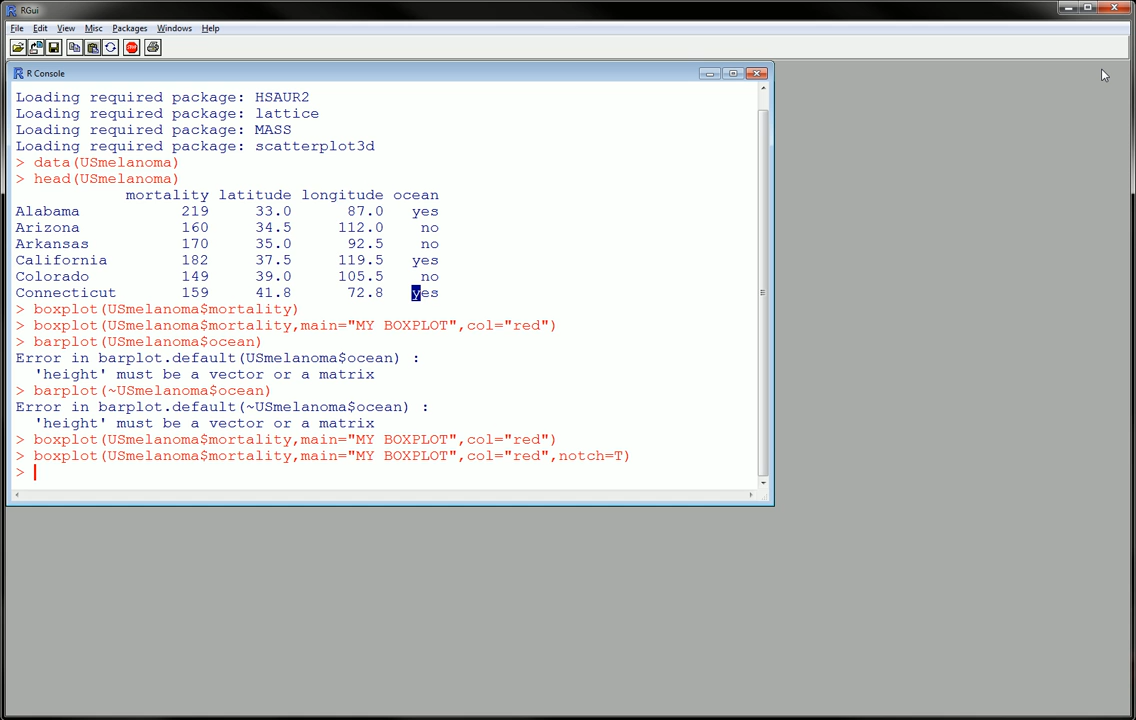 RGui
File Edit View Misc Packages Windows Help
STOP
R Console
Loading required package: HSAUR2
Loading required package: lattice
Loading required package: MASS
Loading required package: scatterplot3d
> data(USmelanoma)
> head(USmelanoma)
mortality latitude longitude ocean
Alabama 219 33.0 87.0 yes
Arizona 160 34.5 112.0 no
Arkansas 170 35.0 92.5 no
California 182 37.5 119.5 yes
Colorado 149 39.0 105.5 no
Connecticut 159 41.8 72.8 yes
> boxplot(USmelanoma$mortality)
> boxplot(USmelanoma$mortality,main="MY BOXPLOT",col="red")
> barplot(USmelanoma$ocean)
Error in barplot.default(USmelanoma$ocean) :
'height' must be a vector or a matrix
> barplot(~USmelanoma$ocean)
Error in barplot.default(~USmelanoma$ocean) :
'height' must be a vector or a matrix
> boxplot(USmelanoma$mortality,main="MY BOXPLOT",col="red")
> boxplot(USmelanoma$mortality,main="MY BOXPLOT",col="red",notch=T)
>